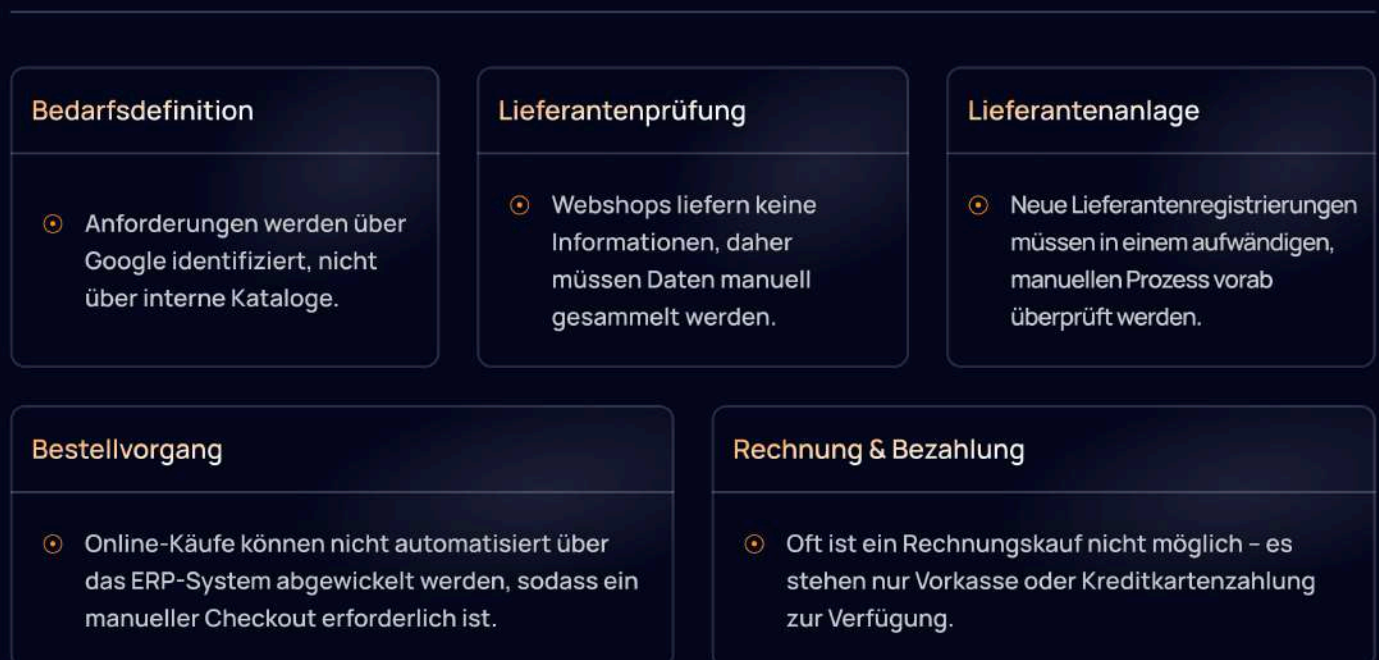 Bedarfsdefinition
Anforderungen werden über
Google identifiziert, nicht
über interne Kataloge.
Lieferantenprüfung
Webshops liefern keine
Informationen, daher
müssen Daten manuell
gesammelt werden.
Lieferantenanlage
Neue Lieferantenregistrierungen
müssen in einem aufwändigen,
manuellen Prozess vorab
überprüft werden.
Bestellvorgang
Online-Käufe können nicht automatisiert über
das ERP-System abgewickelt werden, sodass ein
manueller Checkout erforderlich ist.
Rechnung & Bezahlung
Oft ist ein Rechnungskauf nicht möglich – es
stehen nur Vorkasse oder Kreditkartenzahlung
zur Verfügung.